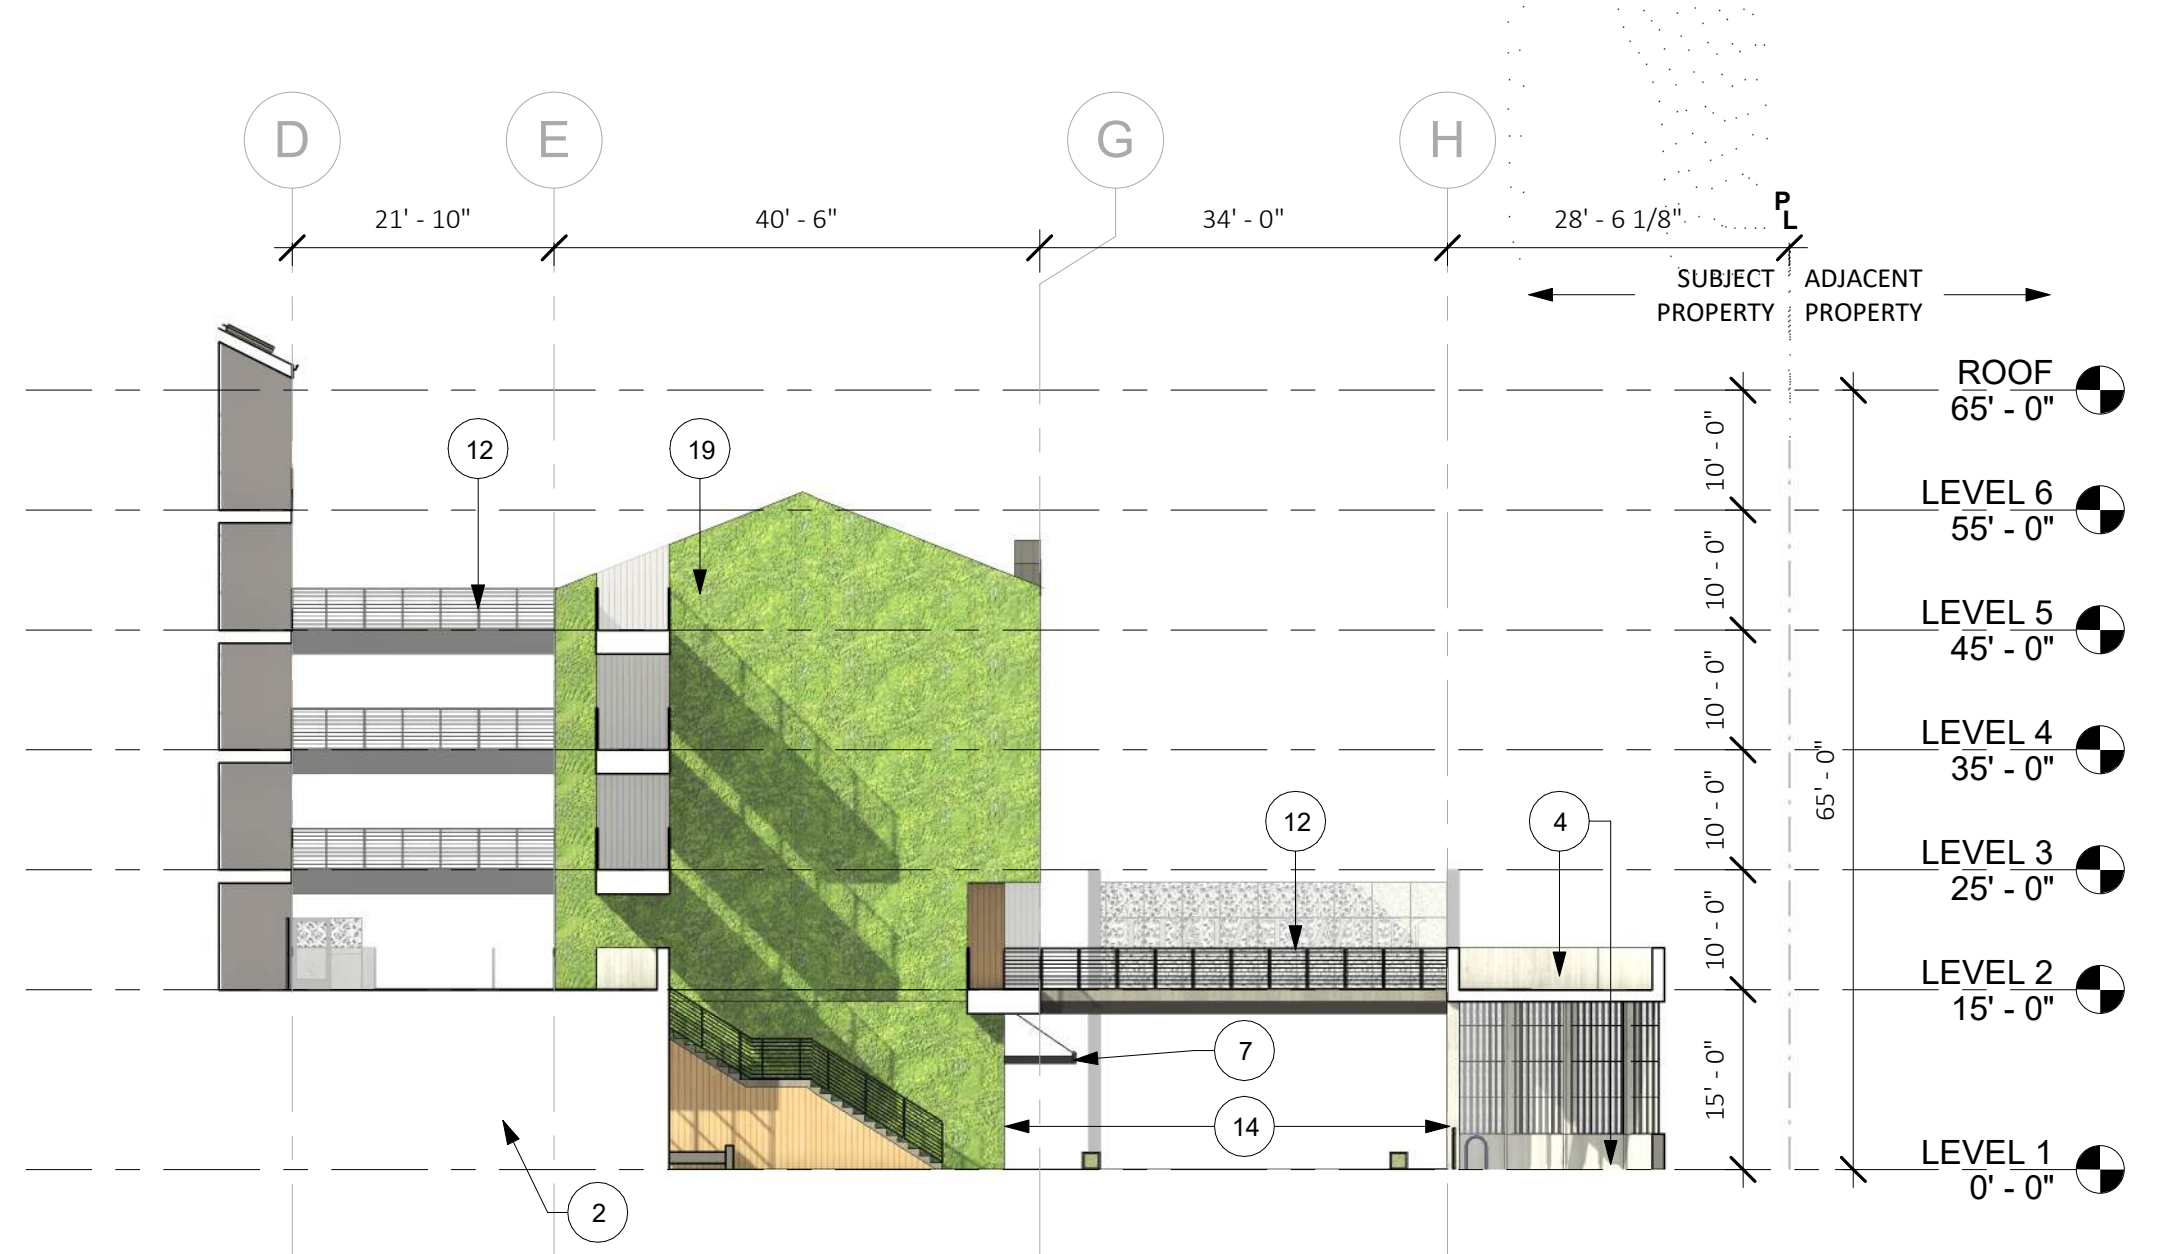 D
E
G
H
21' - 10"
40' - 6"
34' - 0"
28' - 6 1/8"
PL
SUBJECT PROPERTY
ADJACENT PROPERTY
ROOF
65' - 0"
10' - 0"
12
19
LEVEL 6
55' - 0"
10' - 0"
LEVEL 5
45' - 0"
10' - 0"
LEVEL 4
35' - 0"
65' - 0"
10' - 0"
12
4
LEVEL 3
25' - 0"
10' - 0"
LEVEL 2
15' - 0"
7
15' - 0"
14
LEVEL 1
0' - 0"
2